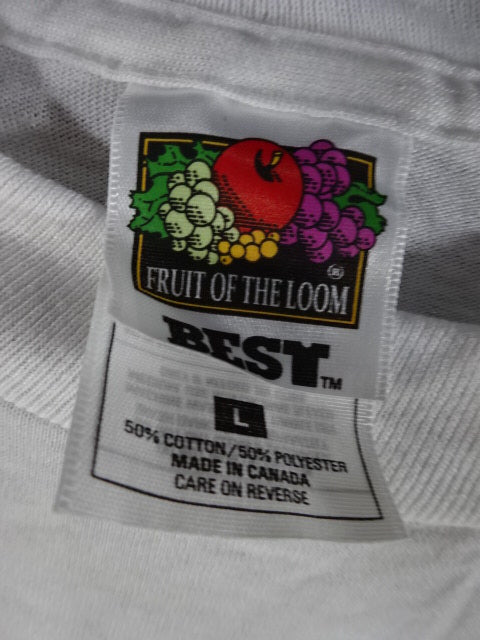 ®
FRUIT OF THE LOOM
BEST™
L
50% COTTON/50% POLYESTER
MADE IN CANADA
CARE ON REVERSE